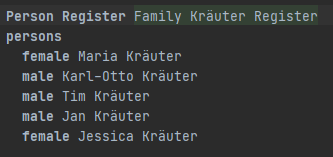 Person Register Family Kräuter Register
persons
female Maria Kräuter
male Karl-Otto Kräuter
male Tim Kräuter
male Jan Kräuter
female Jessica Kräuter